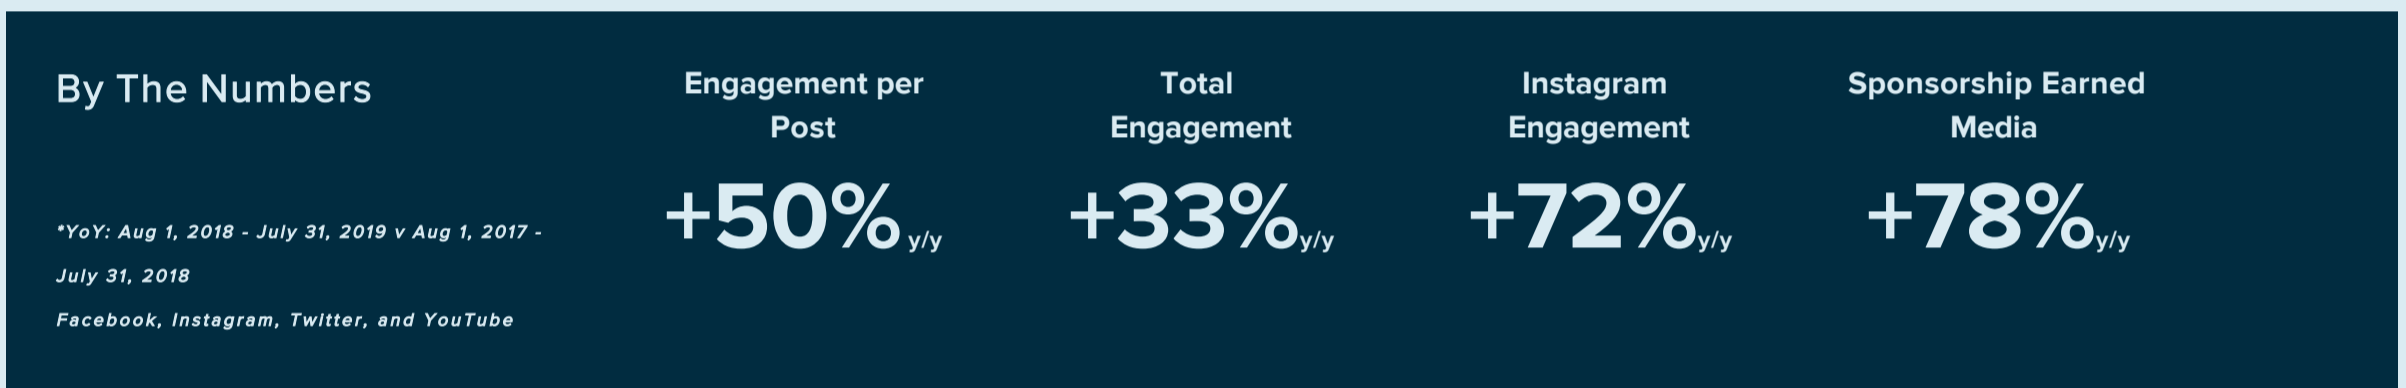 By The Numbers
*YoY: Aug 1, 2018 - July 31, 2019 v Aug 1, 2017 -
July 31, 2018
Facebook, Instagram, Twitter, and YouTube
Engagement per
Post
+50% y/y
Total
Engagement
+33% y/y
Instagram
Engagement
+72% y/y
Sponsorship Earned
Media
+78% y/y